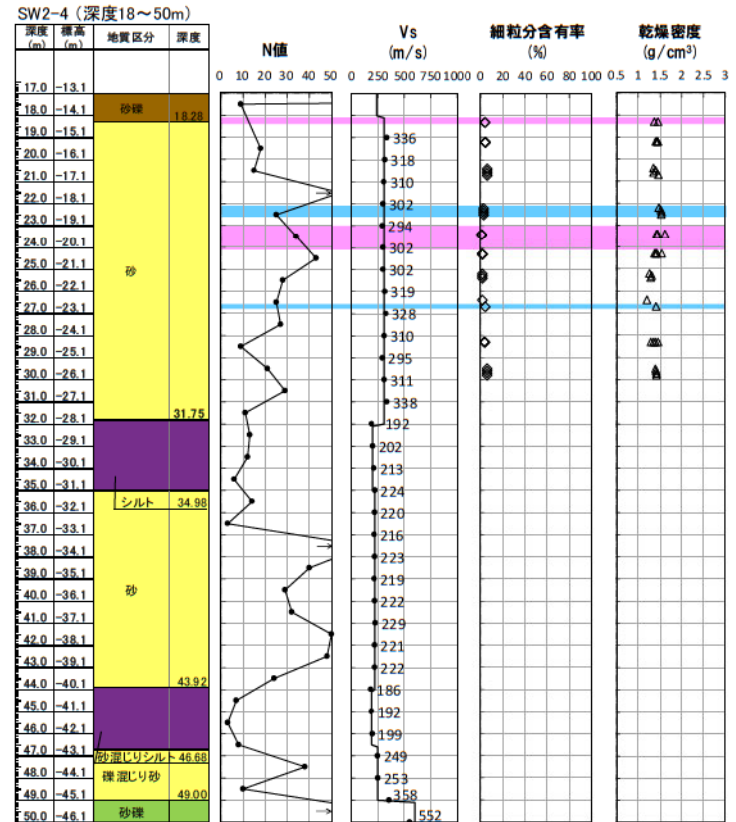 SW2-4 (深度18～50m)
深度 標高 地質区分 深度
(m) (m)
N値
Vs
(m/s)
細粒分含有率
(%)
乾燥密度
(g/cm³)
0 10 20 30 40 50
0 250 500 750 1000
0 20 40 60 80 100
0.5 1 1.5 2 2.5 3
17.0 -13.1
砂礫
18.0 -14.1 18.28
19.0 -15.1 336
20.0 -16.1 318
21.0 -17.1 310
22.0 -18.1 302
23.0 -19.1 294
24.0 -20.1 302
25.0 -21.1 砂 302
26.0 -22.1 319
27.0 -23.1 328
28.0 -24.1 310
29.0 -25.1 295
30.0 -26.1 311
31.0 -27.1 338
32.0 -28.1 31.75 192
33.0 -29.1 202
34.0 -30.1 213
35.0 -31.1 224
36.0 -32.1 シルト 34.98 220
37.0 -33.1 216
38.0 -34.1 223
39.0 -35.1 219
40.0 -36.1 砂 222
41.0 -37.1 229
42.0 -38.1 221
43.0 -39.1 222
44.0 -40.1 43.92 186
45.0 -41.1 192
46.0 -42.1 199
47.0 -43.1 砂混じりシルト 46.68 249
48.0 -44.1 礫混じり砂 253
49.0 -45.1 49.00 358
50.0 -46.1 砂礫 552